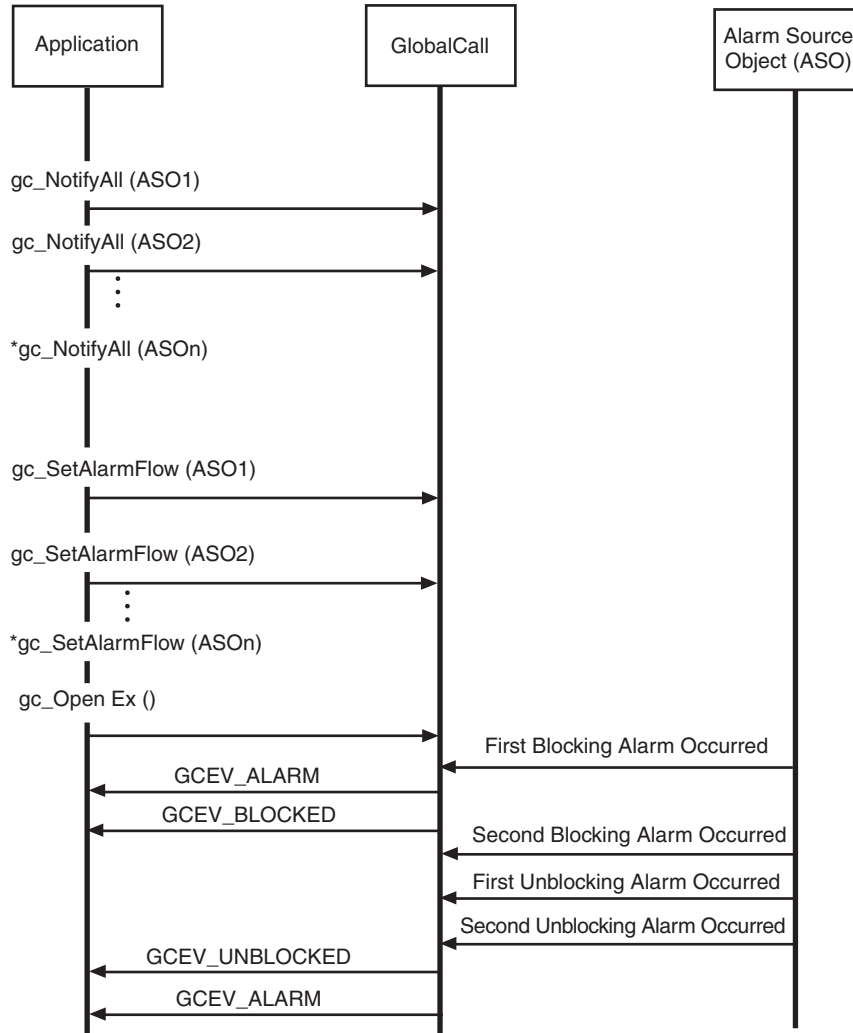 Application
GlobalCall
Alarm Source
Object (ASO)
gc_NotifyAll (ASO1)
gc_NotifyAll (ASO2)
*gc_NotifyAll (ASOn)
gc_SetAlarmFlow (ASO1)
gc_SetAlarmFlow (ASO2)
*gc_SetAlarmFlow (ASOn)
gc_Open Ex ()
First Blocking Alarm Occurred
GCEV_ALARM
GCEV_BLOCKED
Second Blocking Alarm Occurred
First Unblocking Alarm Occurred
Second Unblocking Alarm Occurred
GCEV_UNBLOCKED
GCEV_ALARM